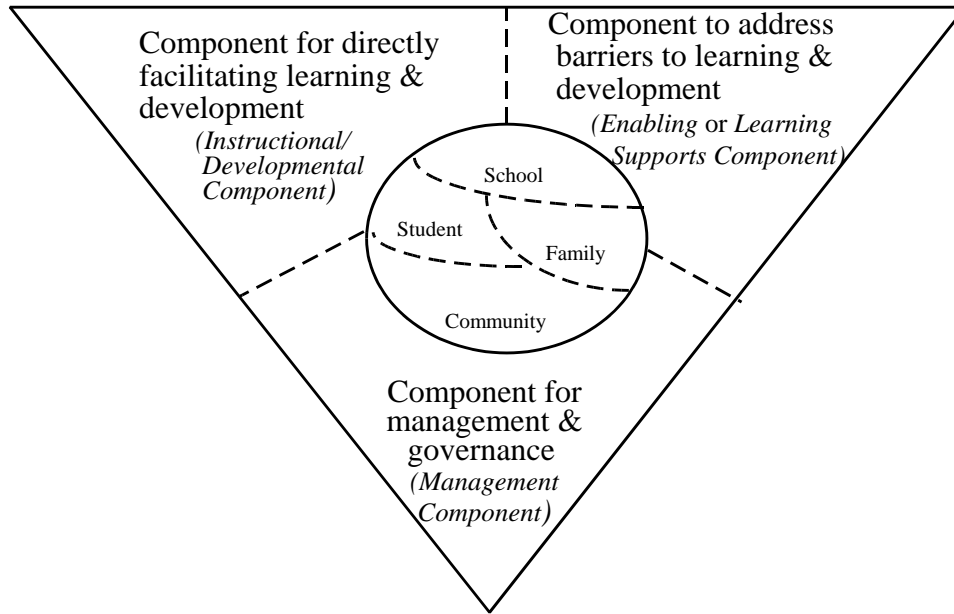 Component for directly
facilitating learning &
development
(Instructional/
Developmental
Component)
Component to address
barriers to learning &
development
(Enabling or Learning
Supports Component)
School
Student
Family
Community
Component for
management &
governance
(Management
Component)